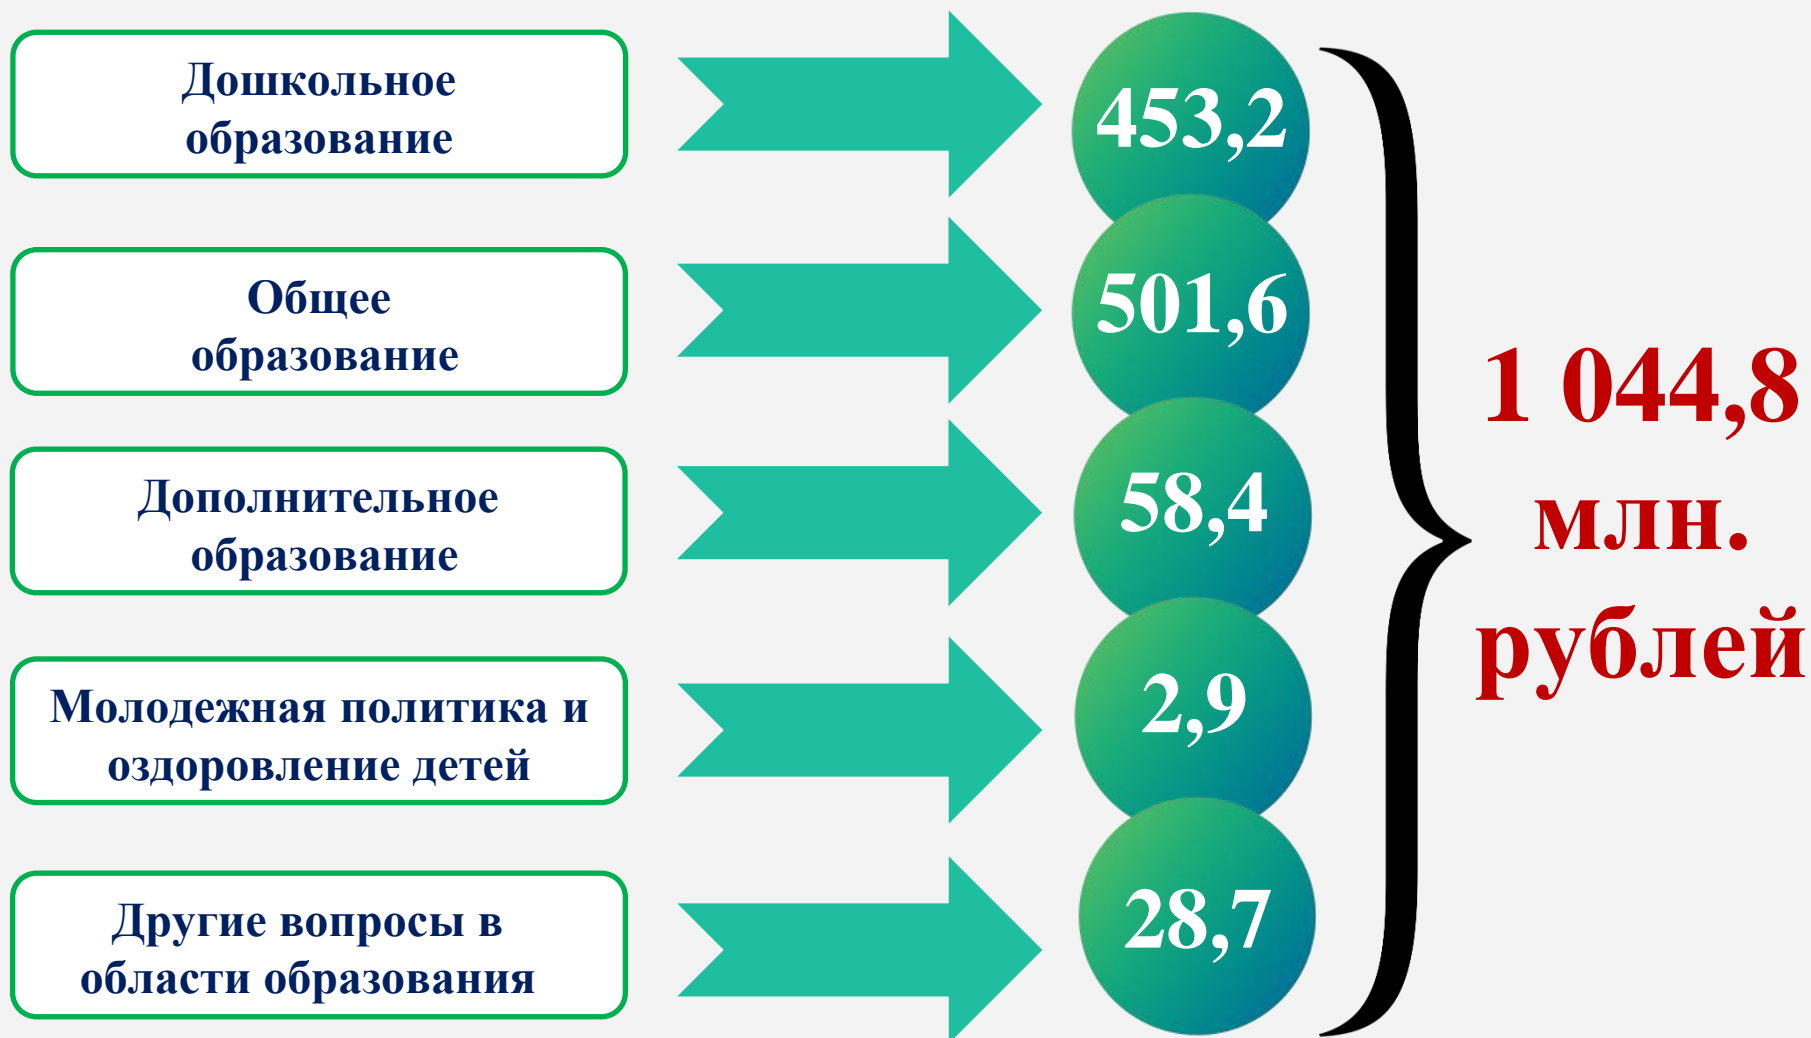 Дошкольное
образование
453,2
Общее
образование
501,6
Дополнительное
образование
58,4
Молодежная политика и
оздоровление детей
2,9
Другие вопросы в
области образования
28,7
1 044,8
млн.
рублей